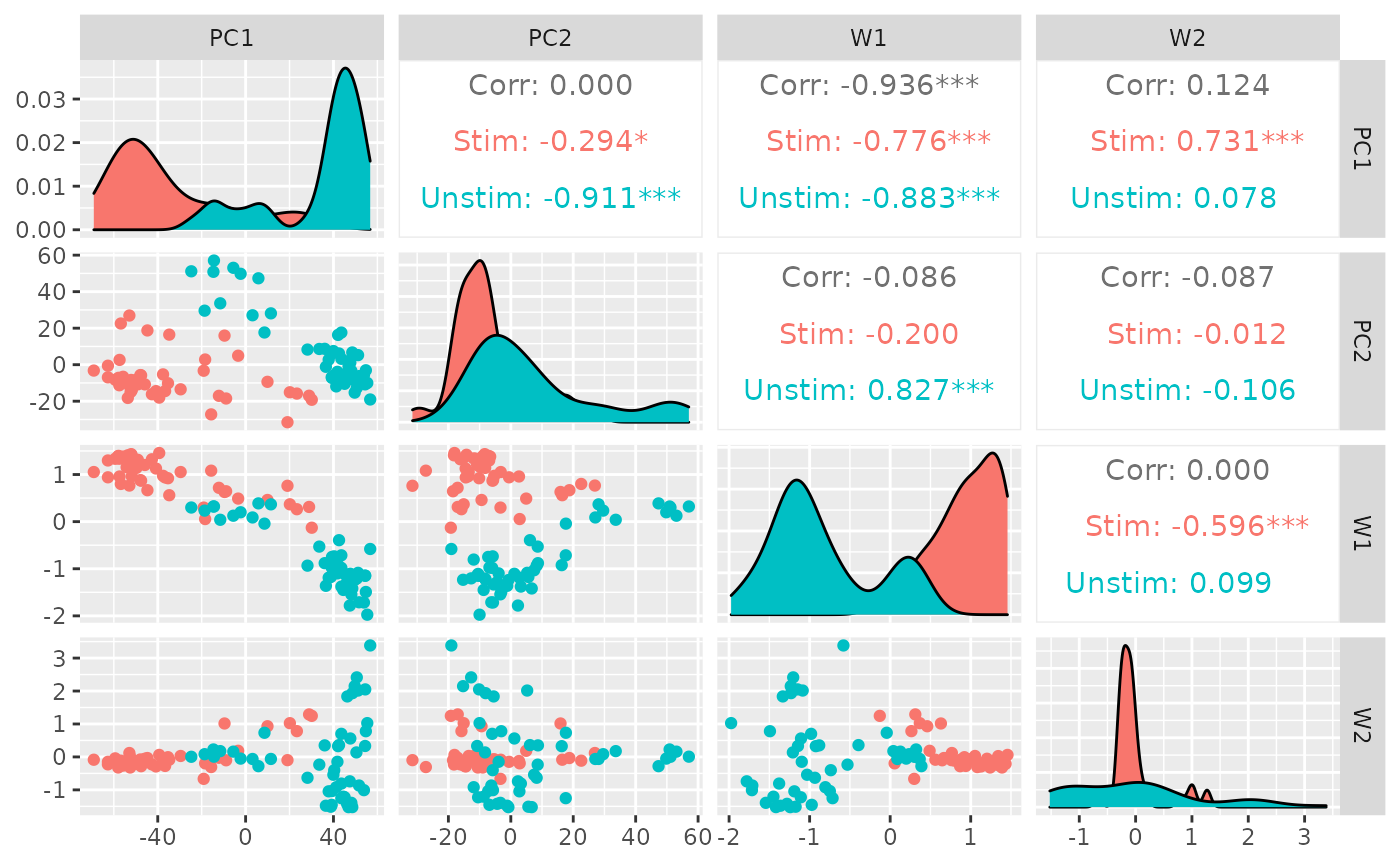 PC1 PC2 W1 W2
0.03
0.02
0.01
0.00
Corr: 0.000
Stim: -0.294*
Unstim: -0.911***
Corr: -0.936***
Stim: -0.776***
Unstim: -0.883***
Corr: 0.124
Stim: 0.731***
Unstim: 0.078
PC1
60
40
20
0
-20
Corr: -0.086
Stim: -0.200
Unstim: 0.827***
Corr: -0.087
Stim: -0.012
Unstim: -0.106
PC2
1
0
-1
-2
Corr: 0.000
Stim: -0.596***
Unstim: 0.099
W1
3
2
1
0
-1
W2
-40 0 40
-20 0 20 40 60
-2 -1 0 1
-1 0 1 2 3